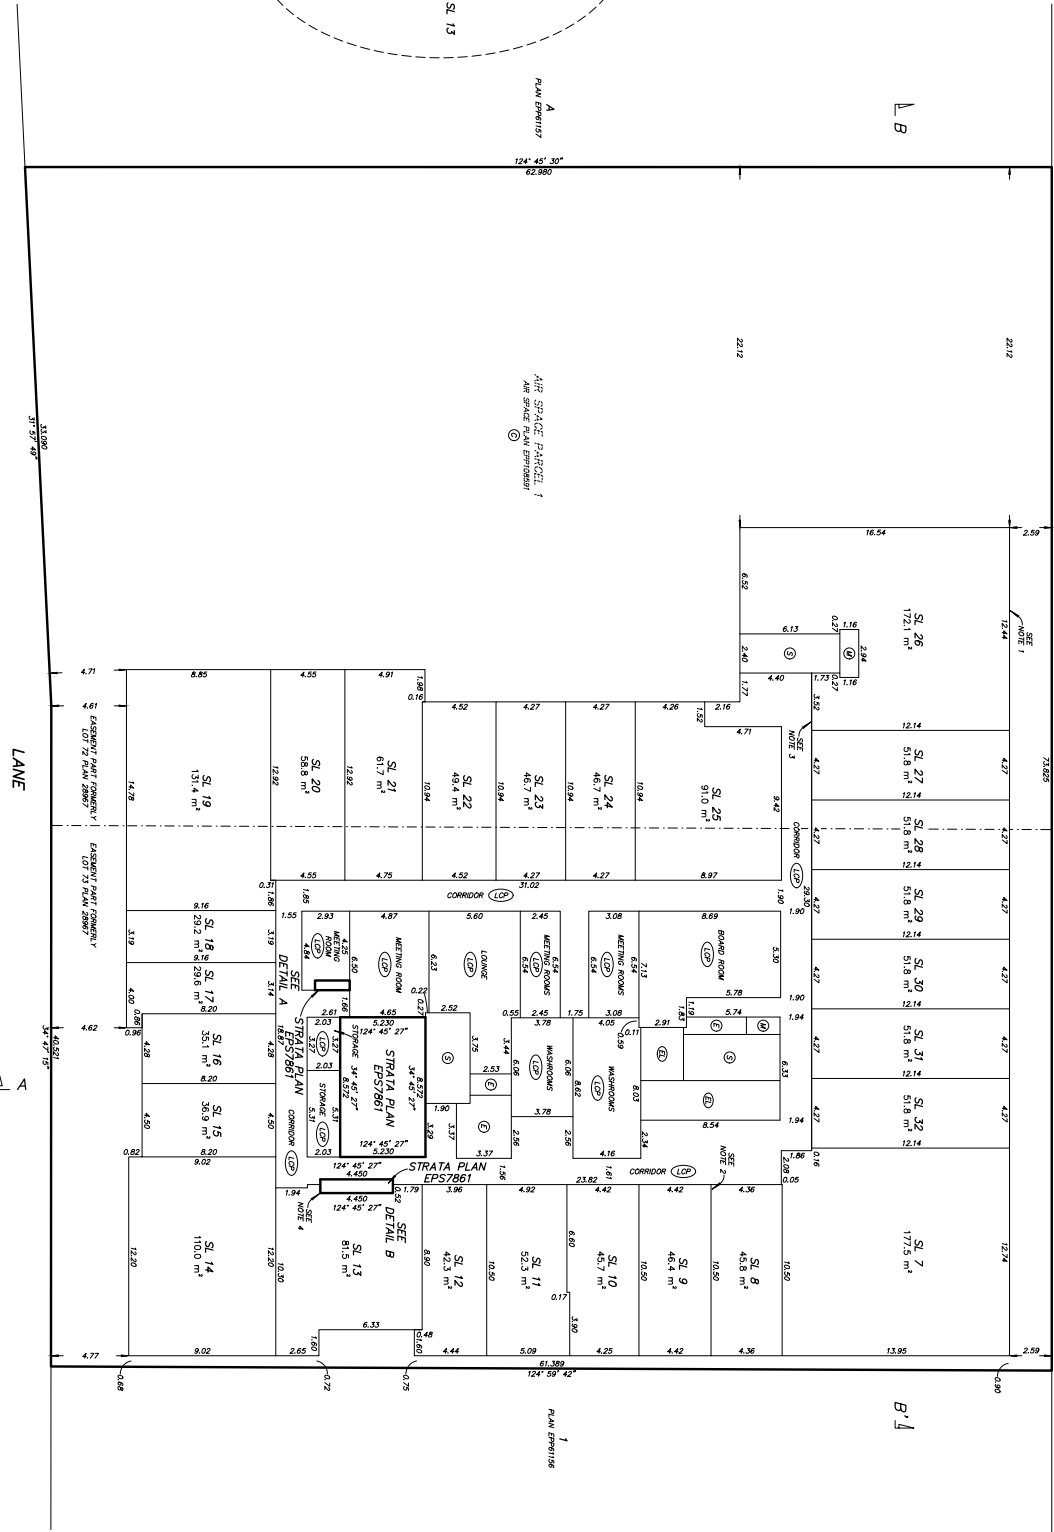 SL 13
A
PLAN EPP61157
B
124° 45' 30"
62.980
22.12
22.12
AIR SPACE PARCEL 1
AIR SPACE PLAN EPP108591
C
33.090
31° 57' 49"
16.54
2.59
6.52
SL 26
172.1 m²
12.44
SEE
NOTE 1
1.16
0.27
2.94
M
6.13
S
2.40
4.40
1.73
0.27
1.16
1.77
3.52
SEE
NOTE 3
73.825
4.71
8.85
4.55
4.91
1.98
0.16
4.52
4.27
4.27
4.26
2.16
1.52
4.71
12.14
4.61
LANE
EASEMENT PART FORMERLY
LOT 72 PLAN 28967
EASEMENT PART FORMERLY
LOT 73 PLAN 28967
14.78
SL 19
131.4 m²
12.92
SL 20
58.8 m²
12.92
SL 21
61.7 m²
10.94
SL 22
49.4 m²
10.94
SL 23
46.7 m²
10.94
SL 24
46.7 m²
10.94
SL 25
91.0 m²
9.42
4.27
SL 27
51.8 m²
4.27
12.14
4.27
SL 28
51.8 m²
4.27
12.14
CORRIDOR LCP
29.30
4.27
SL 29
51.8 m²
4.27
12.14
4.27
SL 30
51.8 m²
4.27
12.14
4.27
SL 31
51.8 m²
4.27
12.14
4.27
SL 32
51.8 m²
4.27
12.14
0.31
4.55
4.75
4.52
4.27
4.27
8.97
31.02
CORRIDOR LCP
1.86
1.85
1.90
1.90
9.16
1.55
2.93
4.87
5.60
2.45
3.08
8.69
3.19
SL 18
29.2 m²
3.19
9.16
4.84
MEETING
ROOM
LCP
4.25
6.50
MEETING ROOM
LCP
6.23
LOUNGE
LCP
6.54
MEETING ROOMS
LCP
6.54
6.54
MEETING ROOMS
LCP
6.54
7.13
BOARD ROOM
LCP
5.30
5.78
1.90
4.00
SL 17
29.6 m²
3.14
8.20
SEE
DETAIL A
1.66
0.22
0.27
2.52
0.55
2.45
1.75
3.08
1.19
5.74
1.94
4.62
0.86
0.96
2.61
4.65
3.78
4.05
0.11
0.59
2.91
1.83
E
M
4.28
SL 16
35.1 m²
4.28
8.20
18.87
STRATA PLAN
EPS7861
2.03
3.27
LCP
3.27
STORAGE
2.03
5.230
124° 45' 27"
34° 45' 27"
8.572
STRATA PLAN
EPS7861
8.572
34° 45' 27"
S
3.75
3.44
6.06
WASHROOMS
LCP
6.06
8.62
WASHROOMS
LCP
8.03
EL
S
6.33
2.53
E
EL
1.90
3.78
4.50
SL 15
36.9 m²
4.50
CORRIDOR LCP
5.31
STORAGE
LCP
5.31
3.29
3.37
E
2.56
2.56
2.34
8.54
1.94
0.82
8.20
9.02
2.03
124° 45' 27"
5.230
3.37
4.16
1.86
0.16
12.14
40.521
34° 47' 15"
A
124° 45' 27"
4.450
STRATA PLAN
EPS7861
1.56
1.61
CORRIDOR LCP
SEE
NOTE 2
2.08
0.05
1.94
SEE
NOTE 4
4.450
124° 45' 27"
0.52
1.79
3.96
4.92
23.82
4.42
4.42
4.36
12.20
SL 14
110.0 m²
12.20
10.30
SL 13
81.5 m²
SEE
DETAIL B
8.90
SL 12
42.3 m²
10.50
SL 11
52.3 m²
6.60
SL 10
45.7 m²
10.50
SL 9
46.4 m²
10.50
SL 8
45.8 m²
10.50
SL 7
177.5 m²
12.74
0.17
3.90
6.33
1.60
0.48
1.60
4.77
9.02
2.65
4.44
5.09
4.25
4.42
4.36
13.95
2.59
61.389
124° 59' 42"
0.68
0.72
0.75
0.90
1
PLAN EPP61156
B'